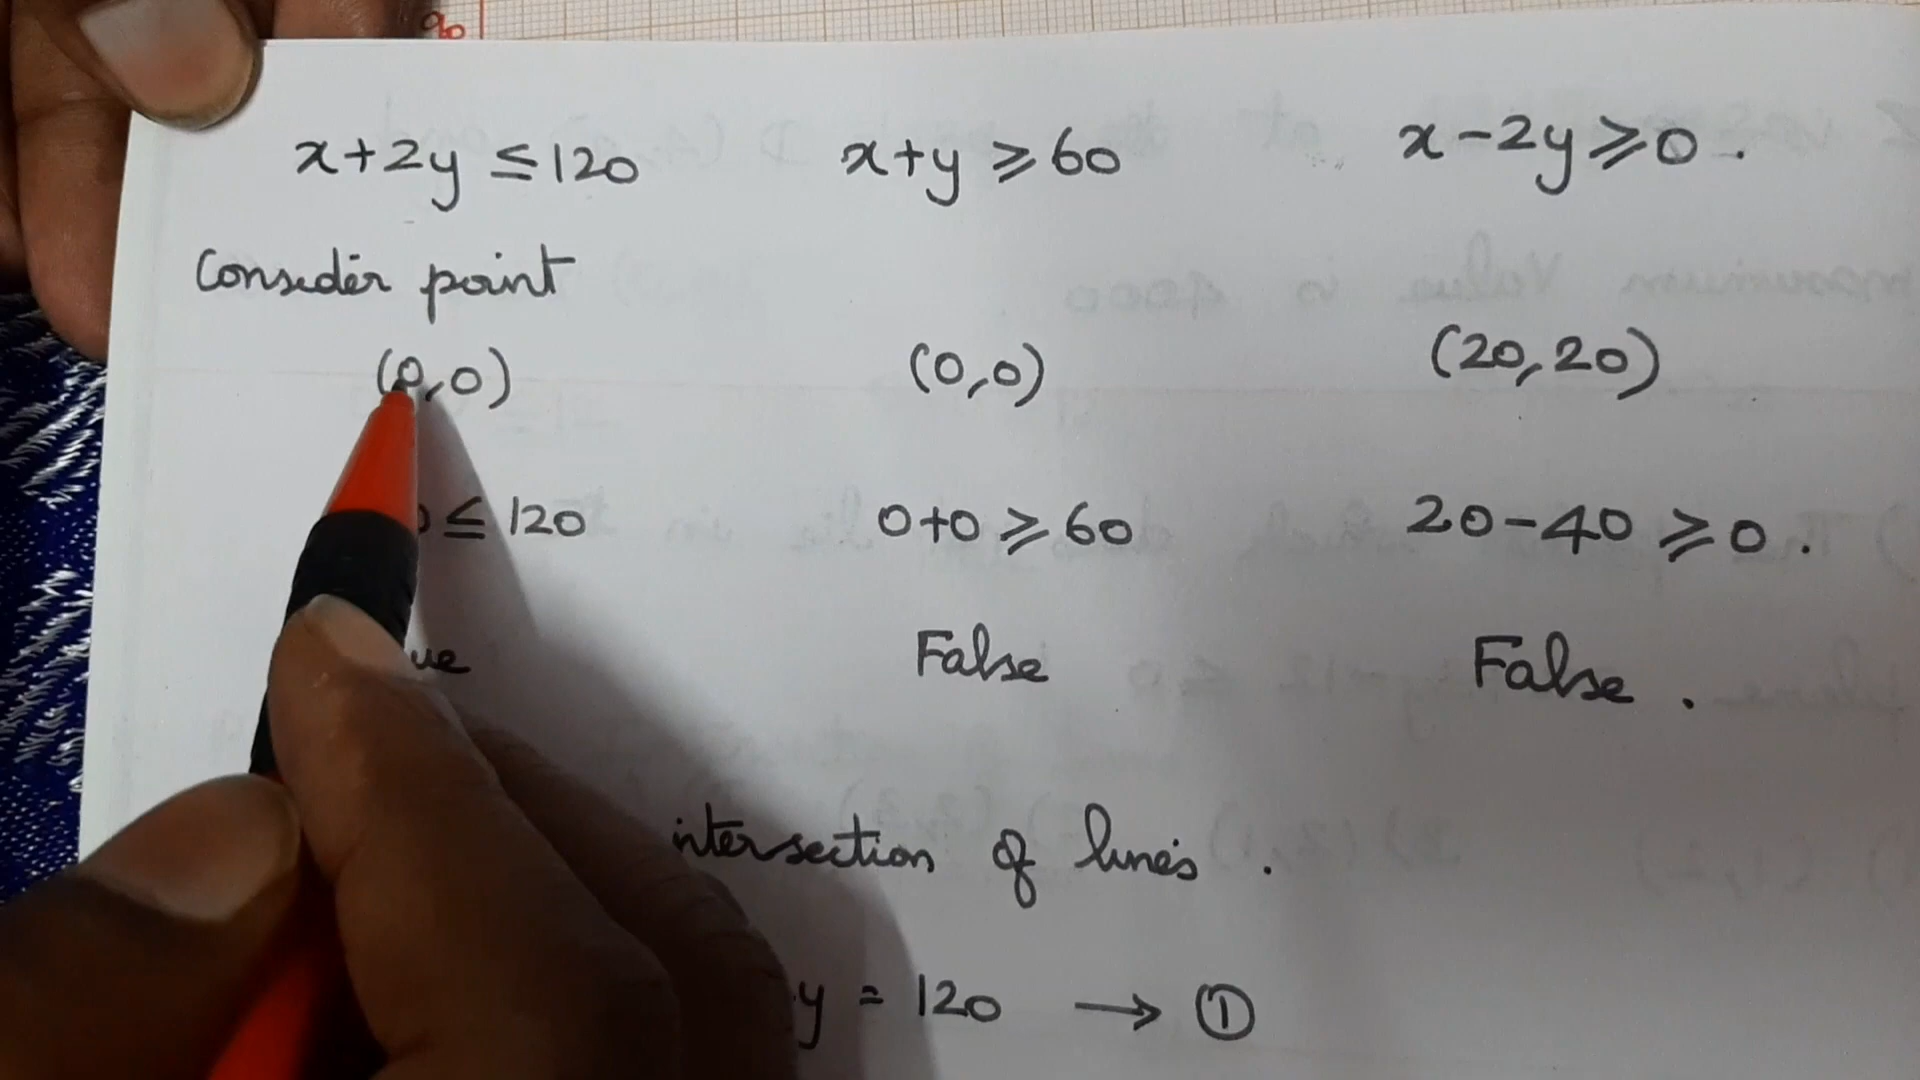 x+2y ≤ 120 x+y ⩾ 60 x-2y ⩾ 0.
Consider point
(0,0) (0,0) (20,20)
≤ 120 0+0 ⩾ 60 20-40 ⩾ 0.
False False.
intersection of lines.
y = 120 → ①